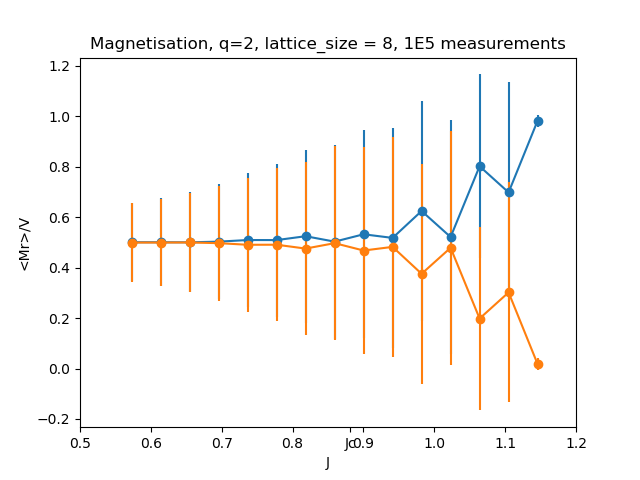 Magnetisation, q=2, lattice_size = 8, 1E5 measurements
1.2
1.0
0.8
0.6
0.4
0.2
0.0
−0.2
<Mr>/V
0.5 0.6 0.7 0.8 Jc 0.9 1.0 1.1 1.2
J